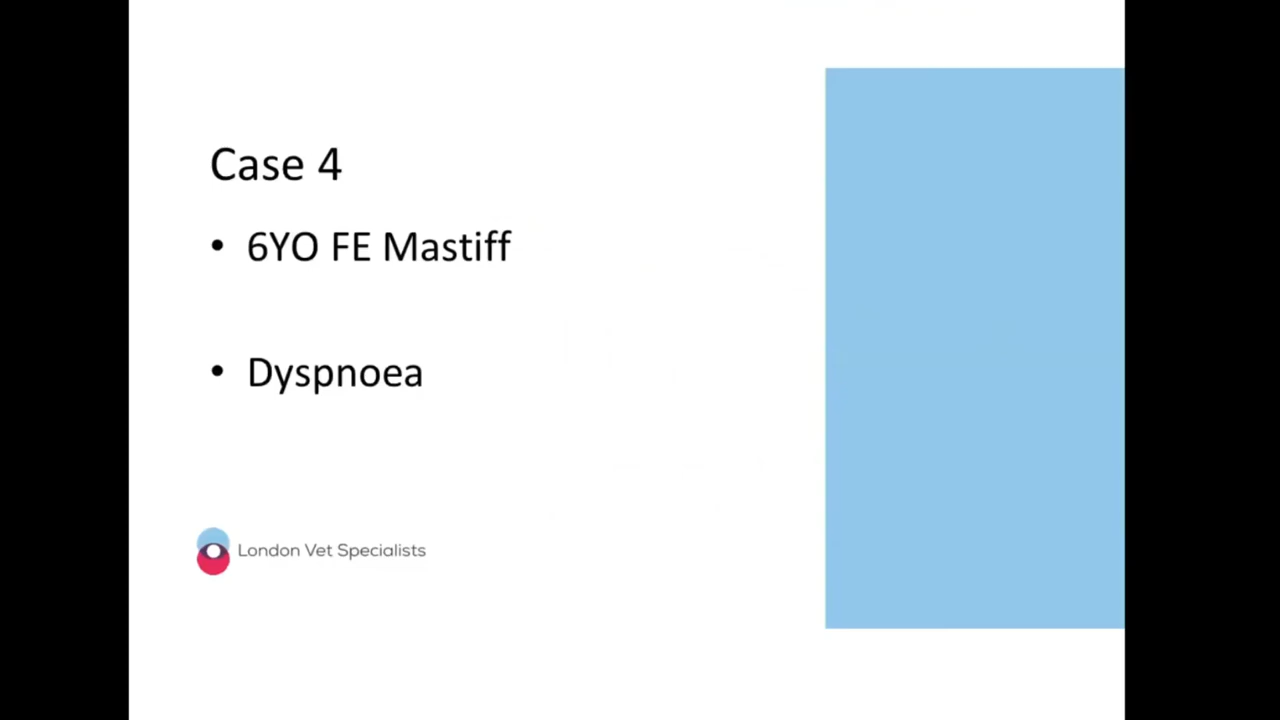 Case 4
• 6YO FE Mastiff
• Dyspnoea
London Vet Specialists